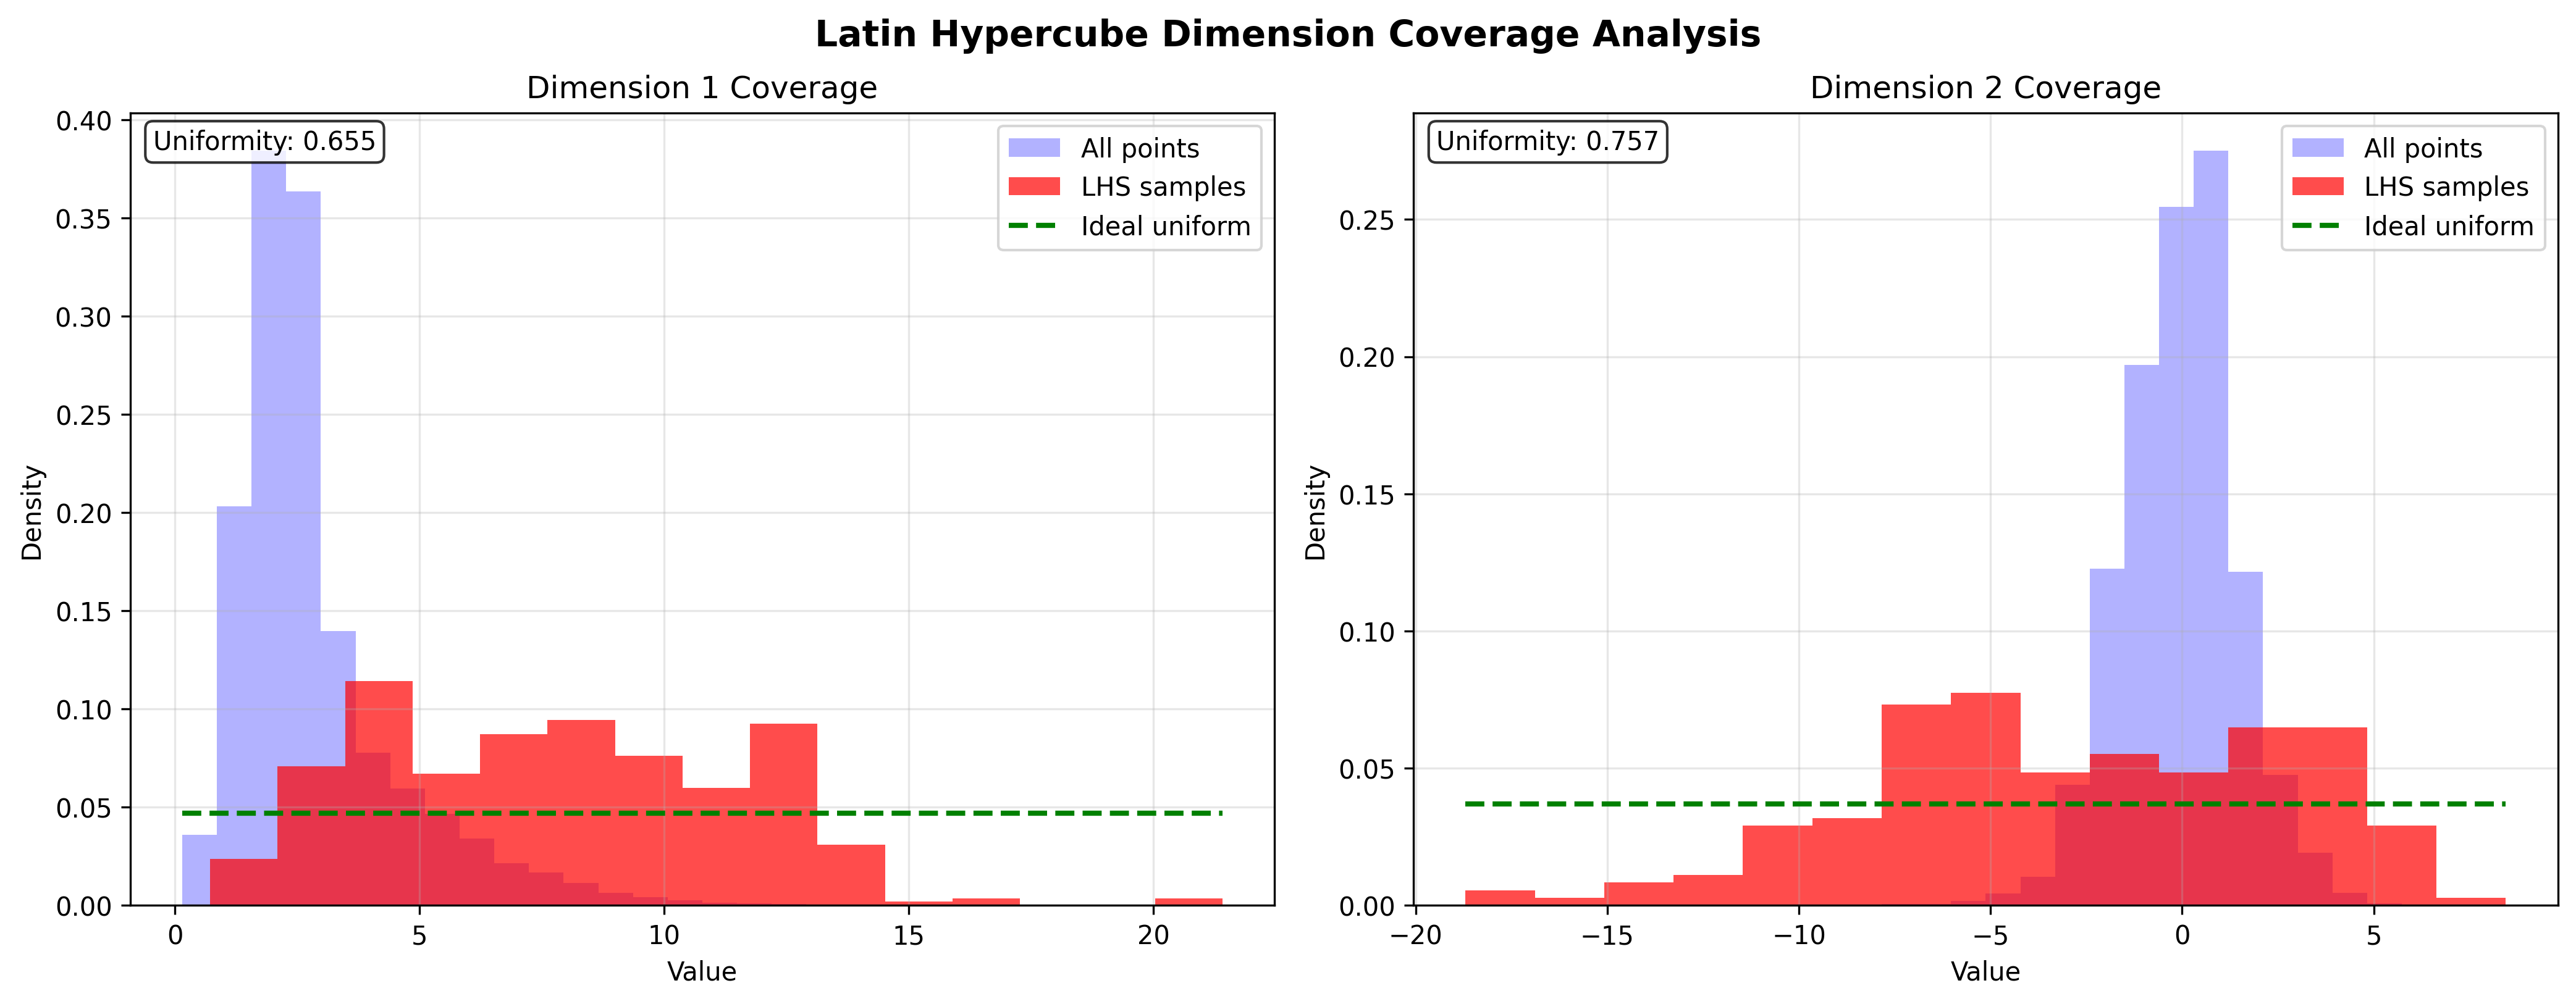 Latin Hypercube Dimension Coverage Analysis
Dimension 1 Coverage
Uniformity: 0.655
All points
LHS samples
Ideal uniform
0.40
0.35
0.30
0.25
0.20
0.15
0.10
0.05
0.00
Density
0
5
10
15
20
Value
Dimension 2 Coverage
Uniformity: 0.757
All points
LHS samples
Ideal uniform
0.25
0.20
0.15
0.10
0.05
0.00
Density
−20
−15
−10
−5
0
5
Value